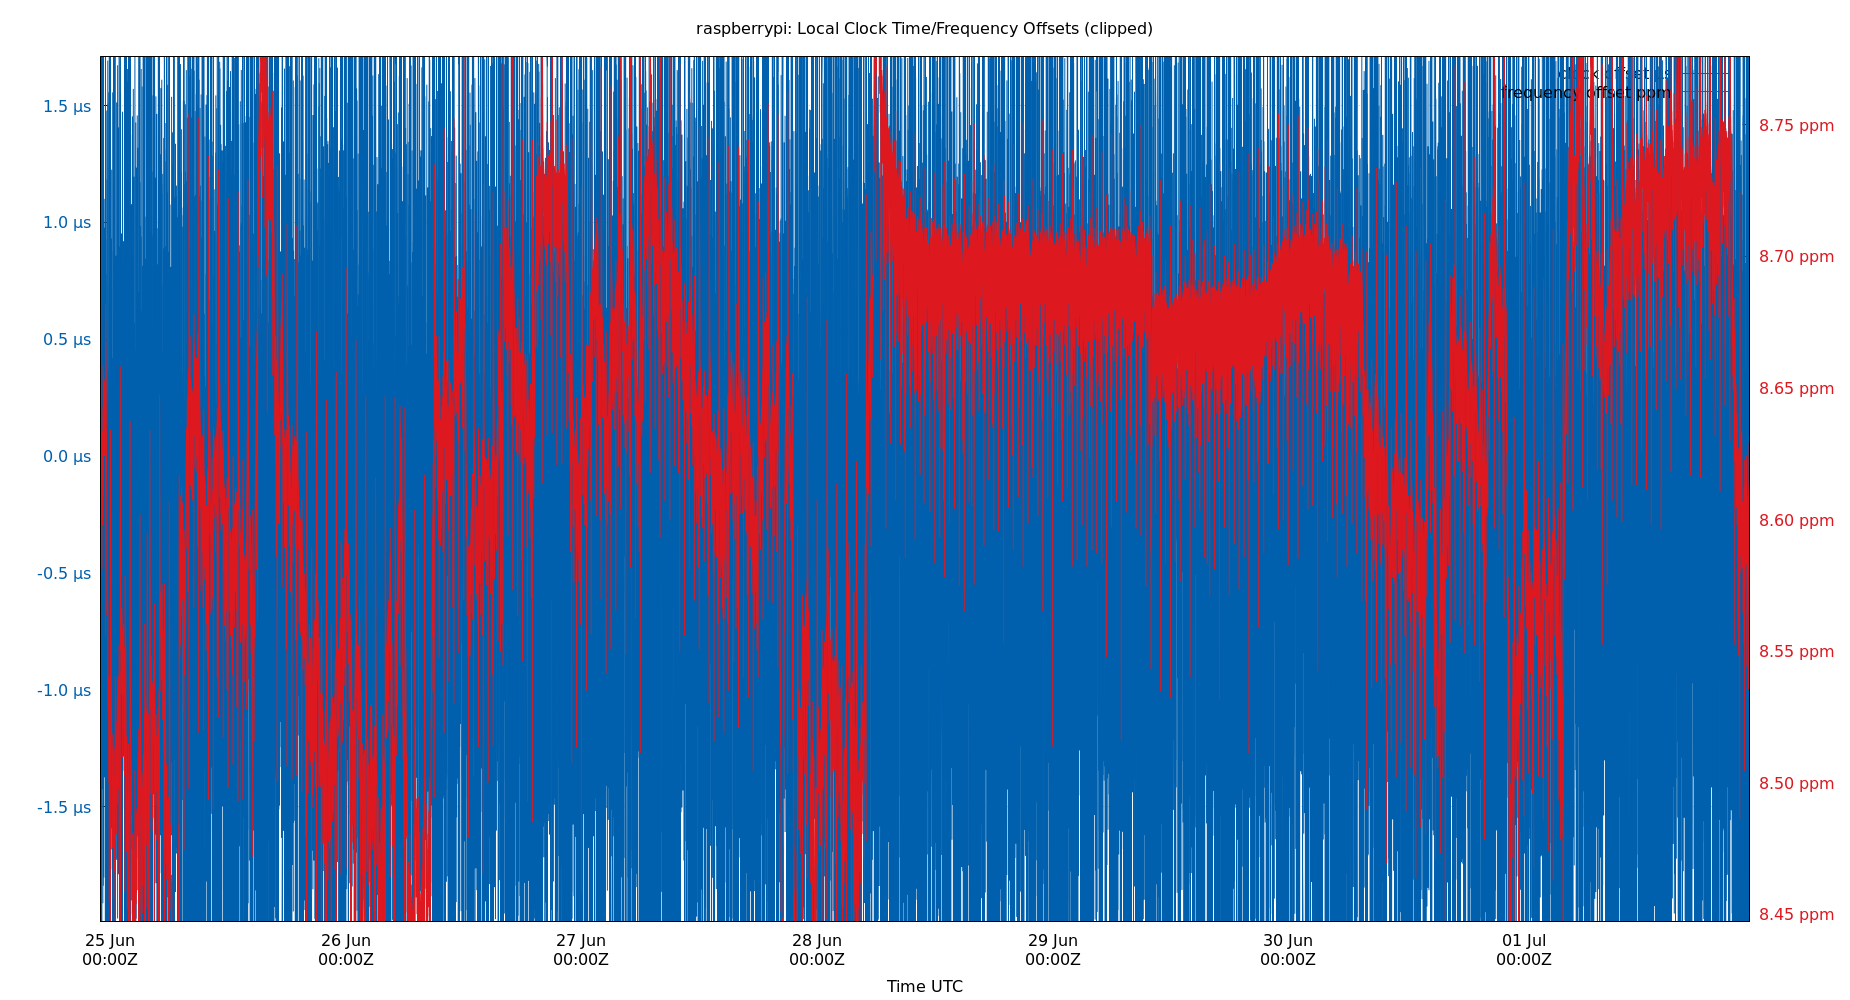 raspberrypi: Local Clock Time/Frequency Offsets (clipped)
clock offset µs
frequency offset ppm
1.5 µs
1.0 µs
0.5 µs
0.0 µs
-0.5 µs
-1.0 µs
-1.5 µs
8.75 ppm
8.70 ppm
8.65 ppm
8.60 ppm
8.55 ppm
8.50 ppm
8.45 ppm
25 Jun 26 Jun 27 Jun 28 Jun 29 Jun 30 Jun 01 Jul
00:00Z 00:00Z 00:00Z 00:00Z 00:00Z 00:00Z 00:00Z
Time UTC